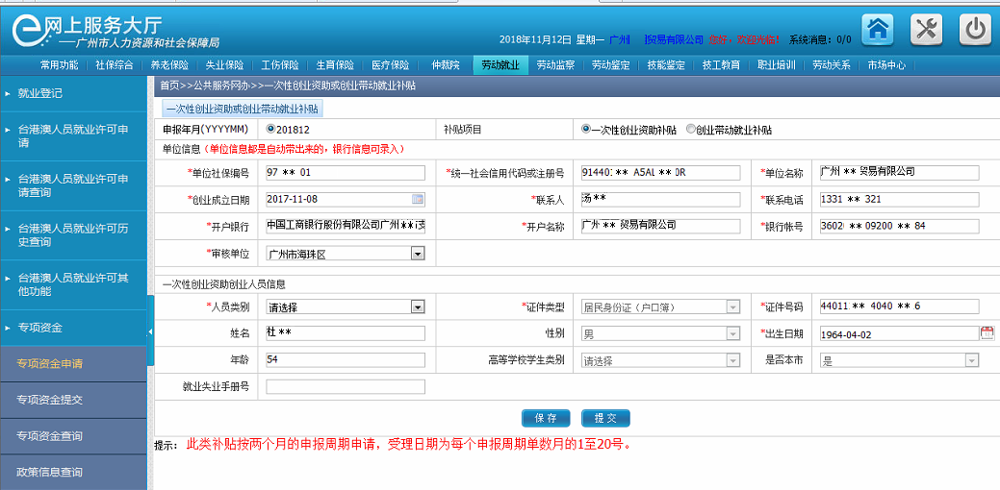 网上服务大厅
——广州市人力资源和社会保障局
2018年11月12日 星期一 广州 贸易有限公司 您好，欢迎光临！ 系统消息：0/0
常用功能 社保综合 养老保险 失业保险 工伤保险 生育保险 医疗保险 仲裁院 劳动就业 劳动监察 劳动鉴定 技能鉴定 技工教育 职业培训 劳动关系 市场中心
就业登记
台港澳人员就业许可申请
台港澳人员就业许可申请查询
台港澳人员就业许可历史查询
台港澳人员就业许可其他功能
专项资金
专项资金申请
专项资金提交
专项资金查询
政策信息查询
首页>>公共服务网办>>一次性创业资助或创业带动就业补贴
一次性创业资助或创业带动就业补贴
申报年月(YYYYMM) 201812 补贴项目 一次性创业资助补贴 创业带动就业补贴
单位信息（单位信息都是自动带出来的，银行信息可录入）
*单位社保编号 97 ** 01 *统一社会信用代码或注册号 91440: ** A5AL ** 0R *单位名称 广州 ** 贸易有限公司
*创业成立日期 2017-11-08 *联系人 汤** *联系电话 1331 ** 321
*开户银行 中国工商银行股份有限公司广州**支 *开户名称 广州 ** 贸易有限公司 *银行帐号 3602 ** 09200 ** 84
*审核单位 广州市海珠区
一次性创业资助创业人员信息
*人员类别 请选择 *证件类型 居民身份证（户口簿） *证件号码 44011 ** 4040 ** 6
姓名 杜 ** 性别 男 *出生日期 1964-04-02
年龄 54 高等学校学生类别 请选择 是否本市 是
就业失业手册号
保存 提交
提示： 此类补贴按两个月的申报周期申请，受理日期为每个申报周期单数月的1至20号。